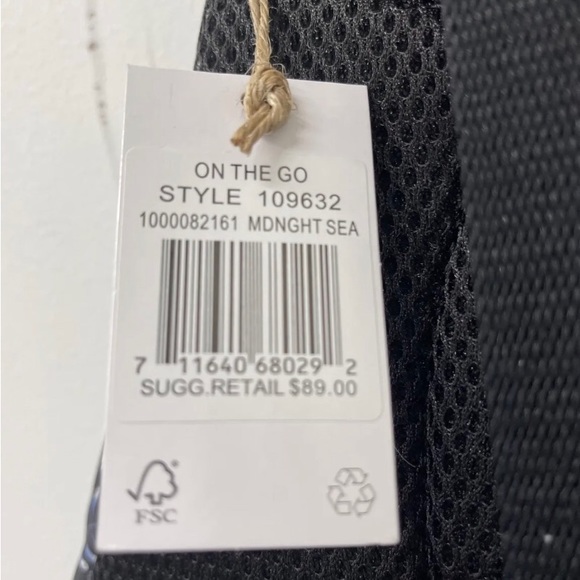 ON THE GO
STYLE 109632
1000082161 MDNGHT SEA
7 11640 68029 2
SUGG.RETAIL $89.00
FSC